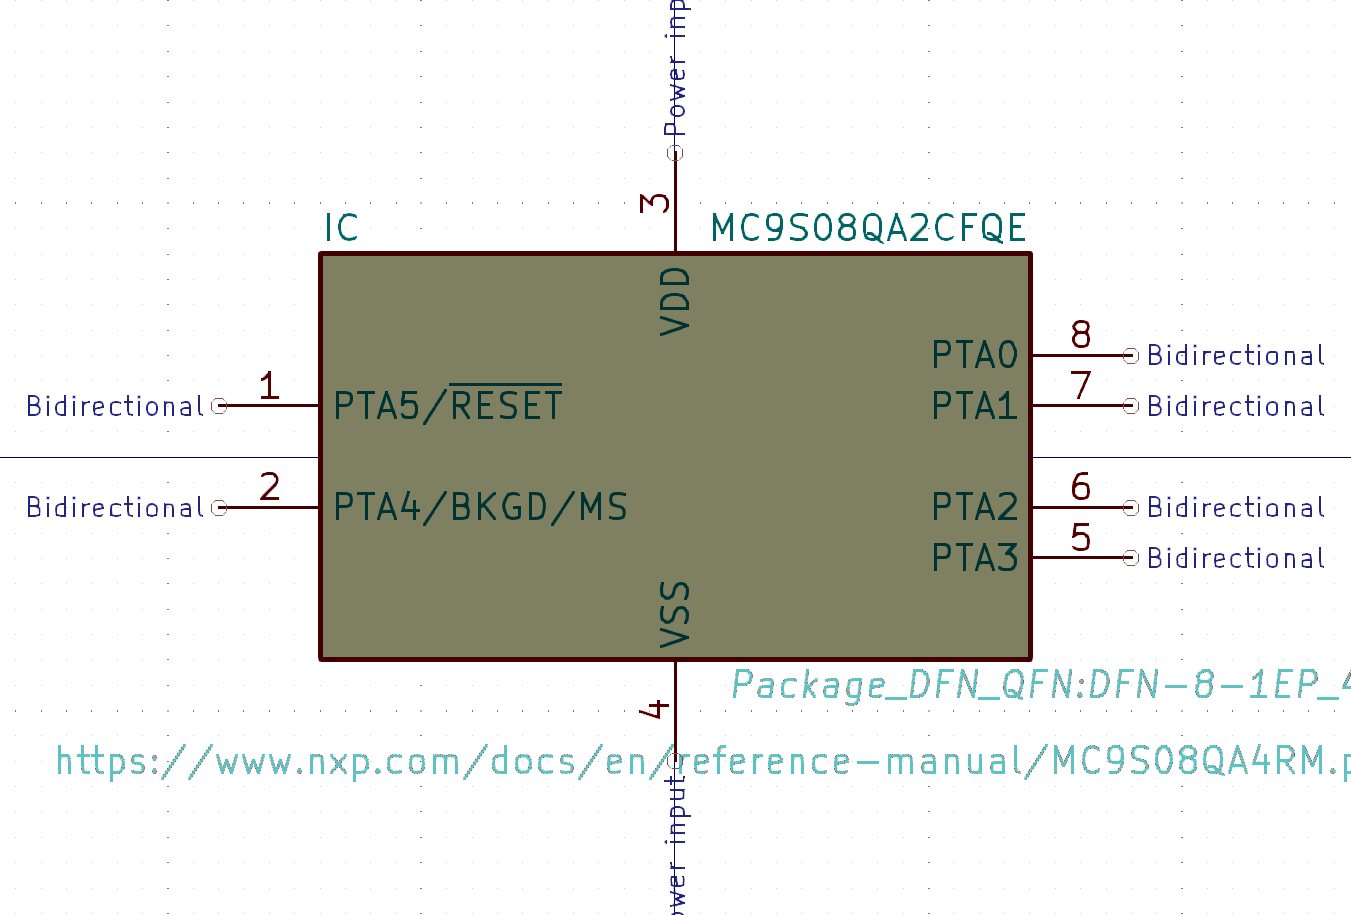 Power inp
3
IC MC9S08QA2CFQE
VDD
PTA0 8 Bidirectional
Bidirectional 1 PTA5/RESET PTA1 7 Bidirectional
Bidirectional 2 PTA4/BKGD/MS PTA2 6 Bidirectional
PTA3 5 Bidirectional
VSS
Package_DFN_QFN:DFN-8-1EP_4
4
https://www.nxp.com/docs/en/reference-manual/MC9S08QA4RM.p
ower input